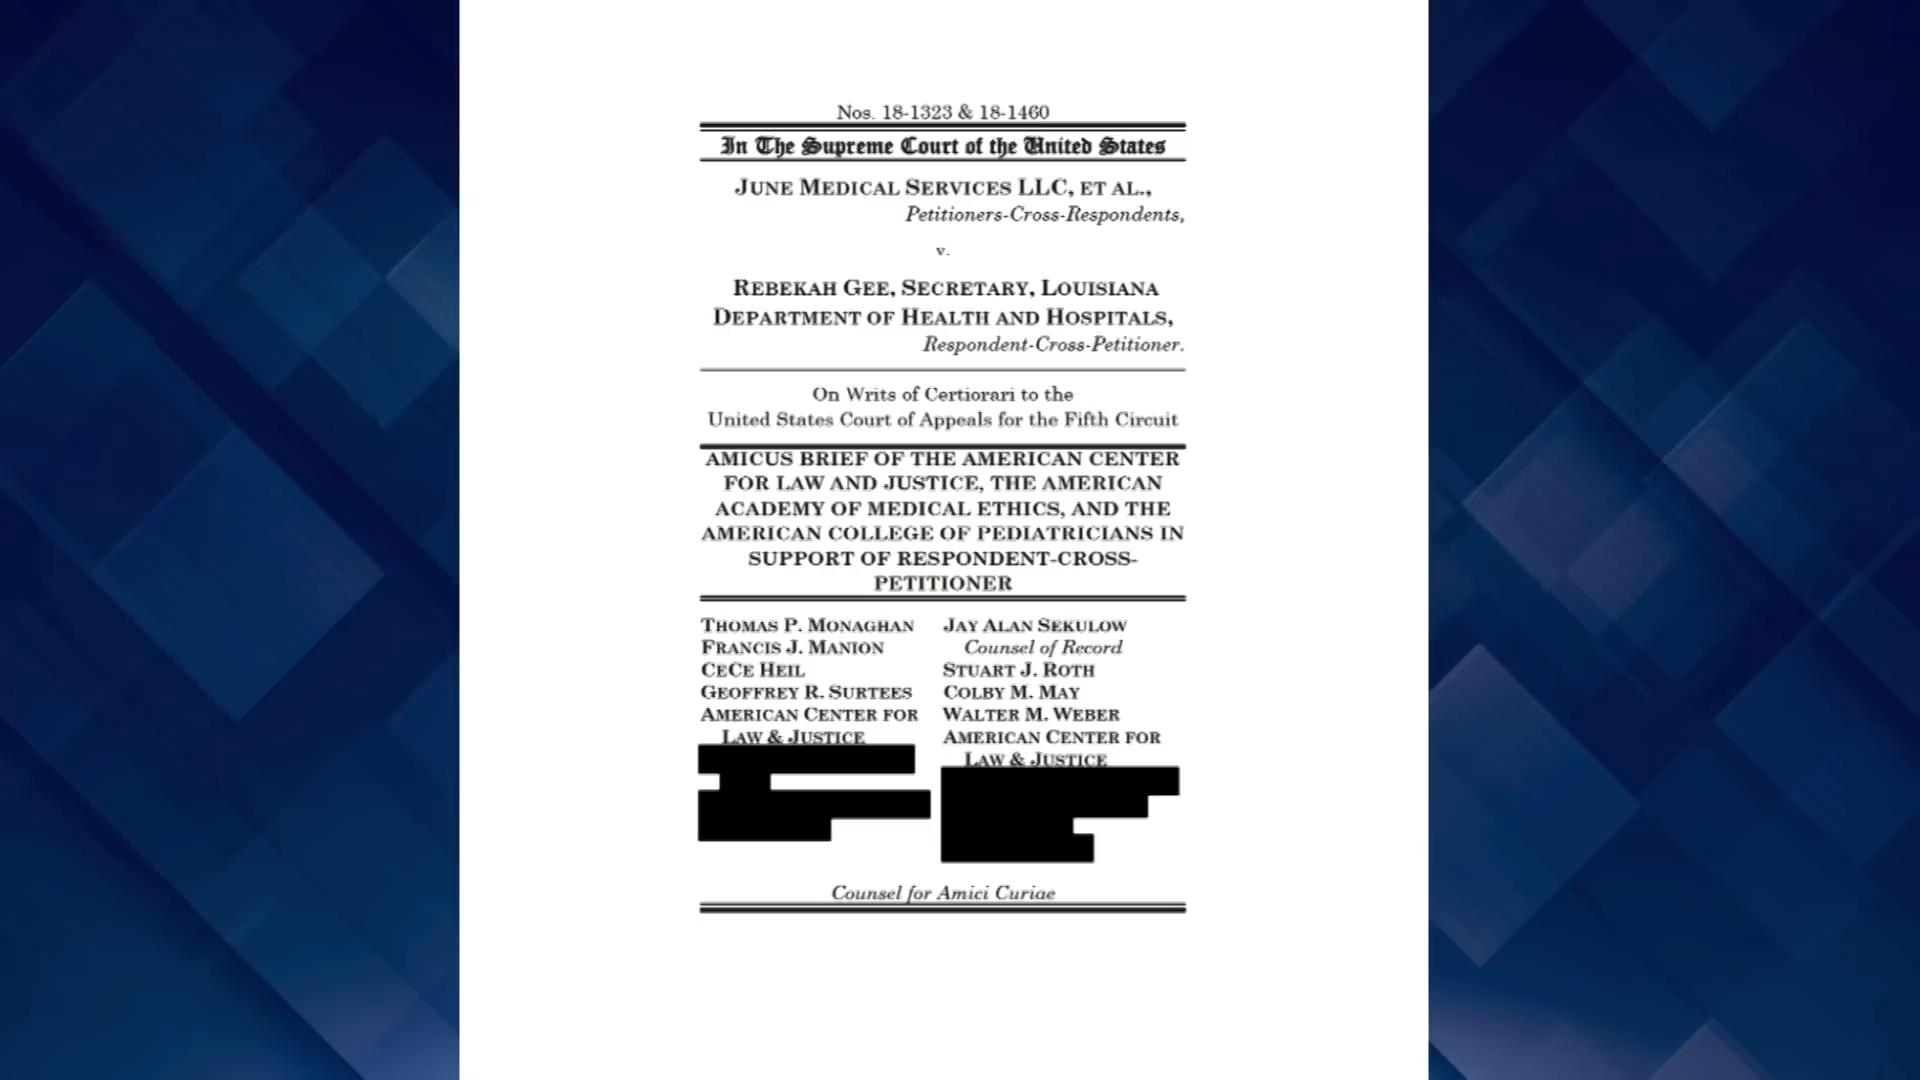 Nos. 18-1323 & 18-1460
In The Supreme Court of the United States
JUNE MEDICAL SERVICES LLC, ET AL.,
Petitioners-Cross-Respondents,
v.
REBEKAH GEE, SECRETARY, LOUISIANA
DEPARTMENT OF HEALTH AND HOSPITALS,
Respondent-Cross-Petitioner.
On Writs of Certiorari to the
United States Court of Appeals for the Fifth Circuit
AMICUS BRIEF OF THE AMERICAN CENTER
FOR LAW AND JUSTICE, THE AMERICAN
ACADEMY OF MEDICAL ETHICS, AND THE
AMERICAN COLLEGE OF PEDIATRICIANS IN
SUPPORT OF RESPONDENT-CROSS-
PETITIONER
THOMAS P. MONAGHAN
FRANCIS J. MANION
CECE HEIL
GEOFFREY R. SURTEES
AMERICAN CENTER FOR
LAW & JUSTICE
JAY ALAN SEKULOW
Counsel of Record
STUART J. ROTH
COLBY M. MAY
WALTER M. WEBER
AMERICAN CENTER FOR
LAW & JUSTICE
Counsel for Amici Curiae